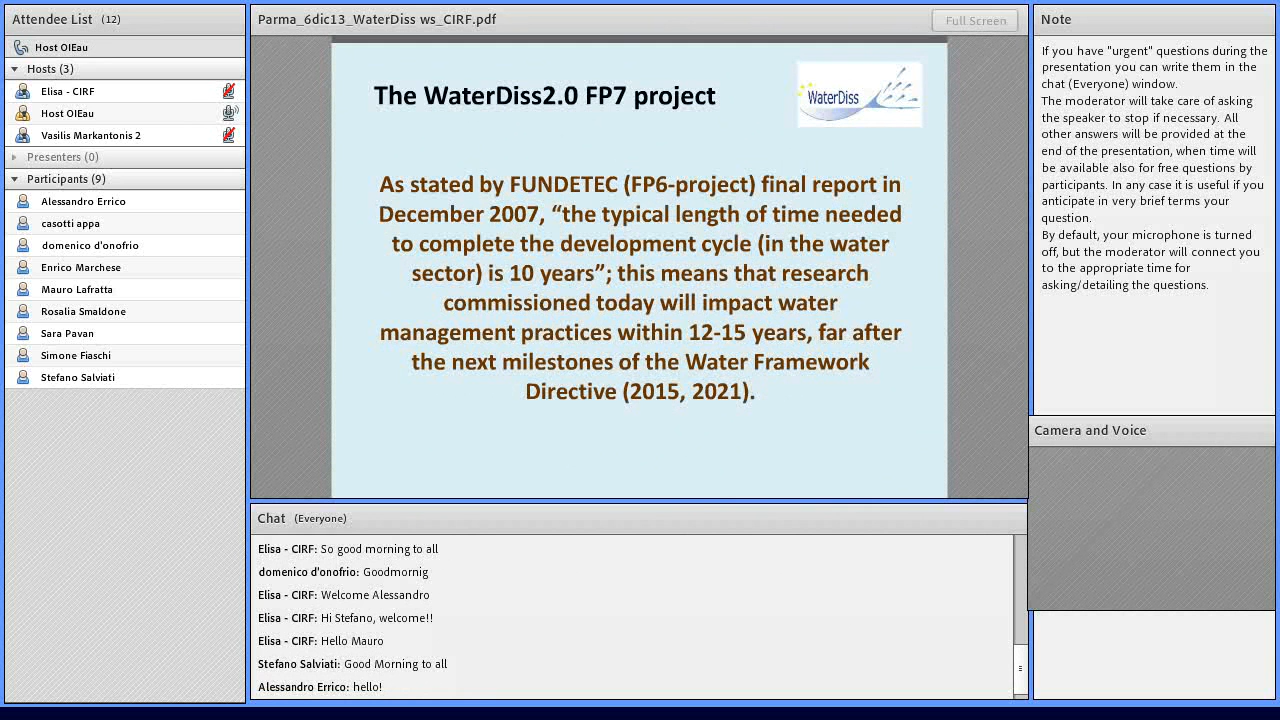 Attendee List (12)
Host OIEau
Hosts (3)
Elisa - CIRF
Host OIEau
Vasilis Markantonis 2
Presenters (0)
Participants (9)
Alessandro Errico
casotti appa
domenico d'onofrio
Enrico Marchese
Mauro Lafratta
Rosalia Smaldone
Sara Pavan
Simone Fiaschi
Stefano Salviati
Parma_6dic13_WaterDiss ws_CIRF.pdf
Full Screen
The WaterDiss2.0 FP7 project
WaterDiss
As stated by FUNDETEC (FP6-project) final report in
December 2007, “the typical length of time needed
to complete the development cycle (in the water
sector) is 10 years”; this means that research
commissioned today will impact water
management practices within 12-15 years, far after
the next milestones of the Water Framework
Directive (2015, 2021).
Chat (Everyone)
Elisa - CIRF: So good morning to all
domenico d'onofrio: Goodmornig
Elisa - CIRF: Welcome Alessandro
Elisa - CIRF: Hi Stefano, welcome!!
Elisa - CIRF: Hello Mauro
Stefano Salviati: Good Morning to all
Alessandro Errico: hello!
Note
If you have "urgent" questions during the
presentation you can write them in the
chat (Everyone) window.
The moderator will take care of asking
the speaker to stop if necessary. All
other answers will be provided at the
end of the presentation, when time will
be available also for free questions by
participants. In any case it is useful if you
anticipate in very brief terms your
question.
By default, your microphone is turned
off, but the moderator will connect you
to the appropriate time for
asking/detailing the questions.
Camera and Voice